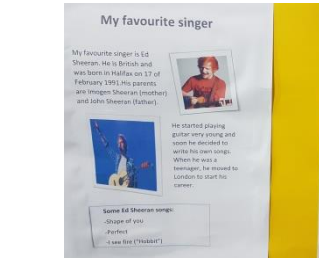 My favourite singer
My favourite singer is Ed
Sheeran. He is British and
was born in Halifax on 17 of
February 1991.His parents
are Imogen Sheeran (mother)
and John Sheeran (father).
He started playing
guitar very young and
soon he decided to
write his own songs.
When he was a
teenager, he moved to
London to start his
career.
Some Ed Sheeran songs:
-Shape of you
-Perfect
-I see fire ("Hobbit")